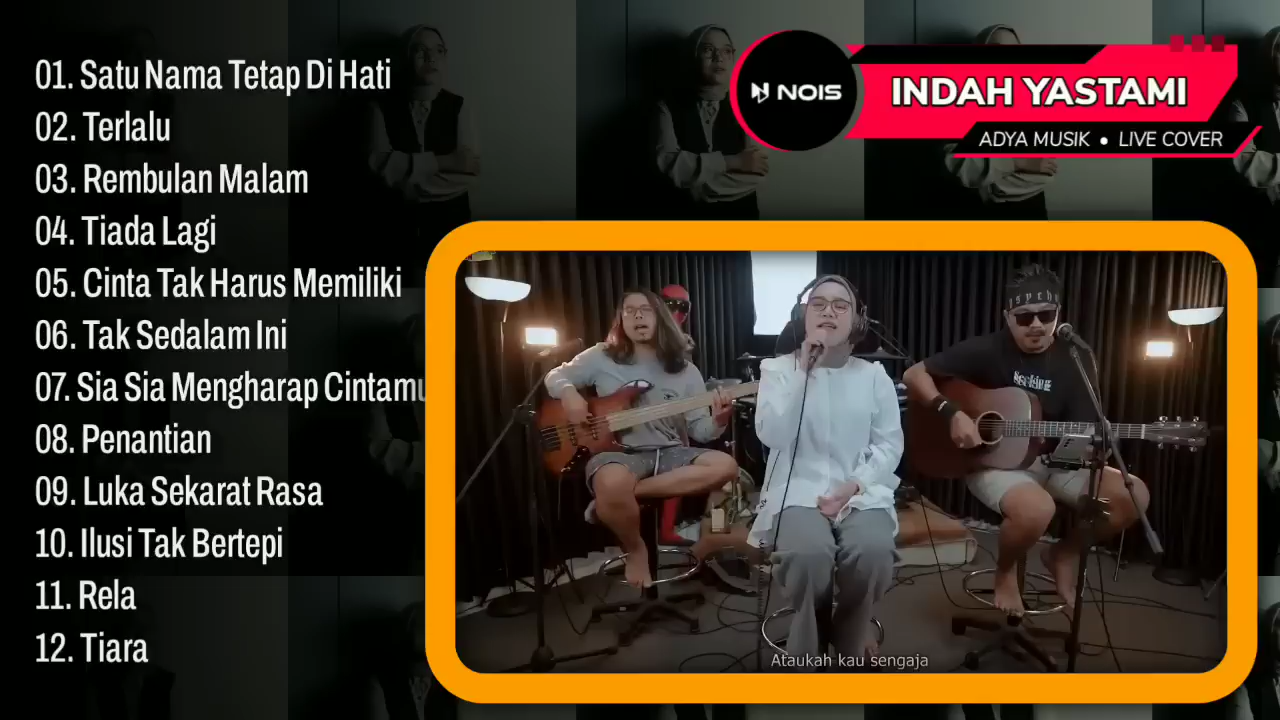 01. Satu Nama Tetap Di Hati
02. Terlalu
03. Rembulan Malam
04. Tiada Lagi
05. Cinta Tak Harus Memiliki
06. Tak Sedalam Ini
07. Sia Sia Mengharap Cintamu
08. Penantian
09. Luka Sekarat Rasa
10. Ilusi Tak Bertepi
11. Rela
12. Tiara
NOIS
INDAH YASTAMI
ADYA MUSIK • LIVE COVER
Psycho
Ataukah kau sengaja